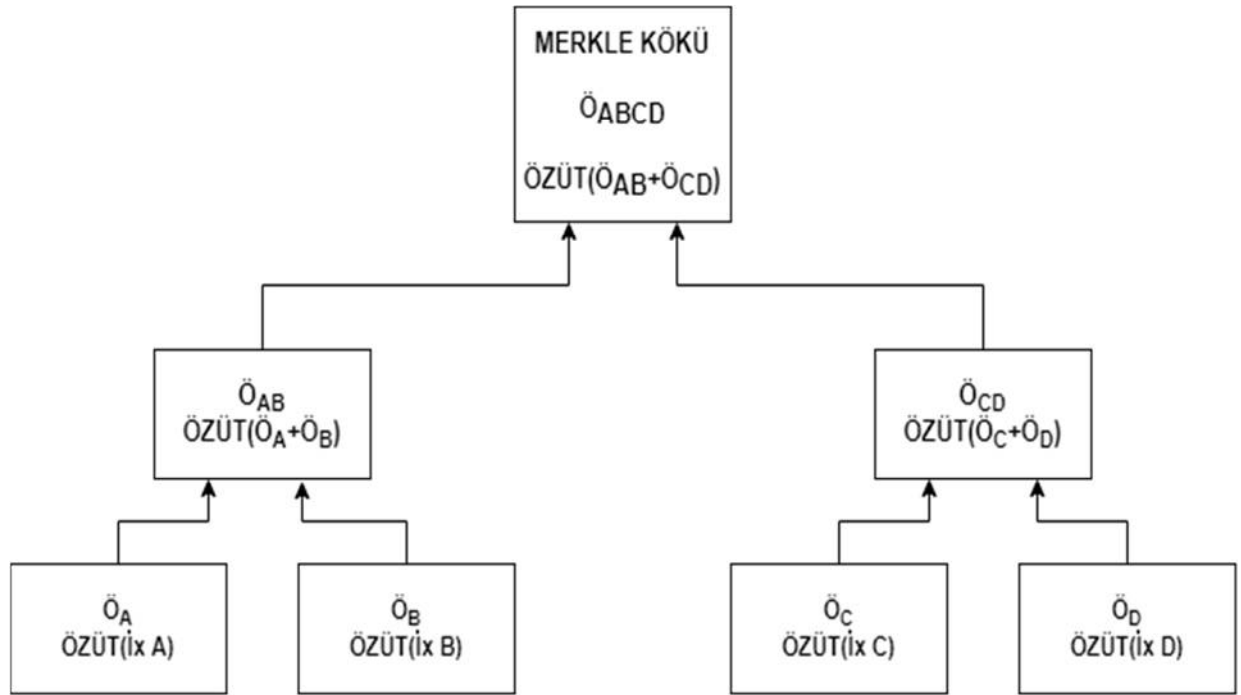 MERKLE KÖKÜ
ÖABCD
ÖZÜT(ÖAB+ÖCD)
ÖAB
ÖZÜT(ÖA+ÖB)
ÖCD
ÖZÜT(ÖC+ÖD)
ÖA
ÖZÜT(İx A)
ÖB
ÖZÜT(İx B)
ÖC
ÖZÜT(İx C)
ÖD
ÖZÜT(İx D)